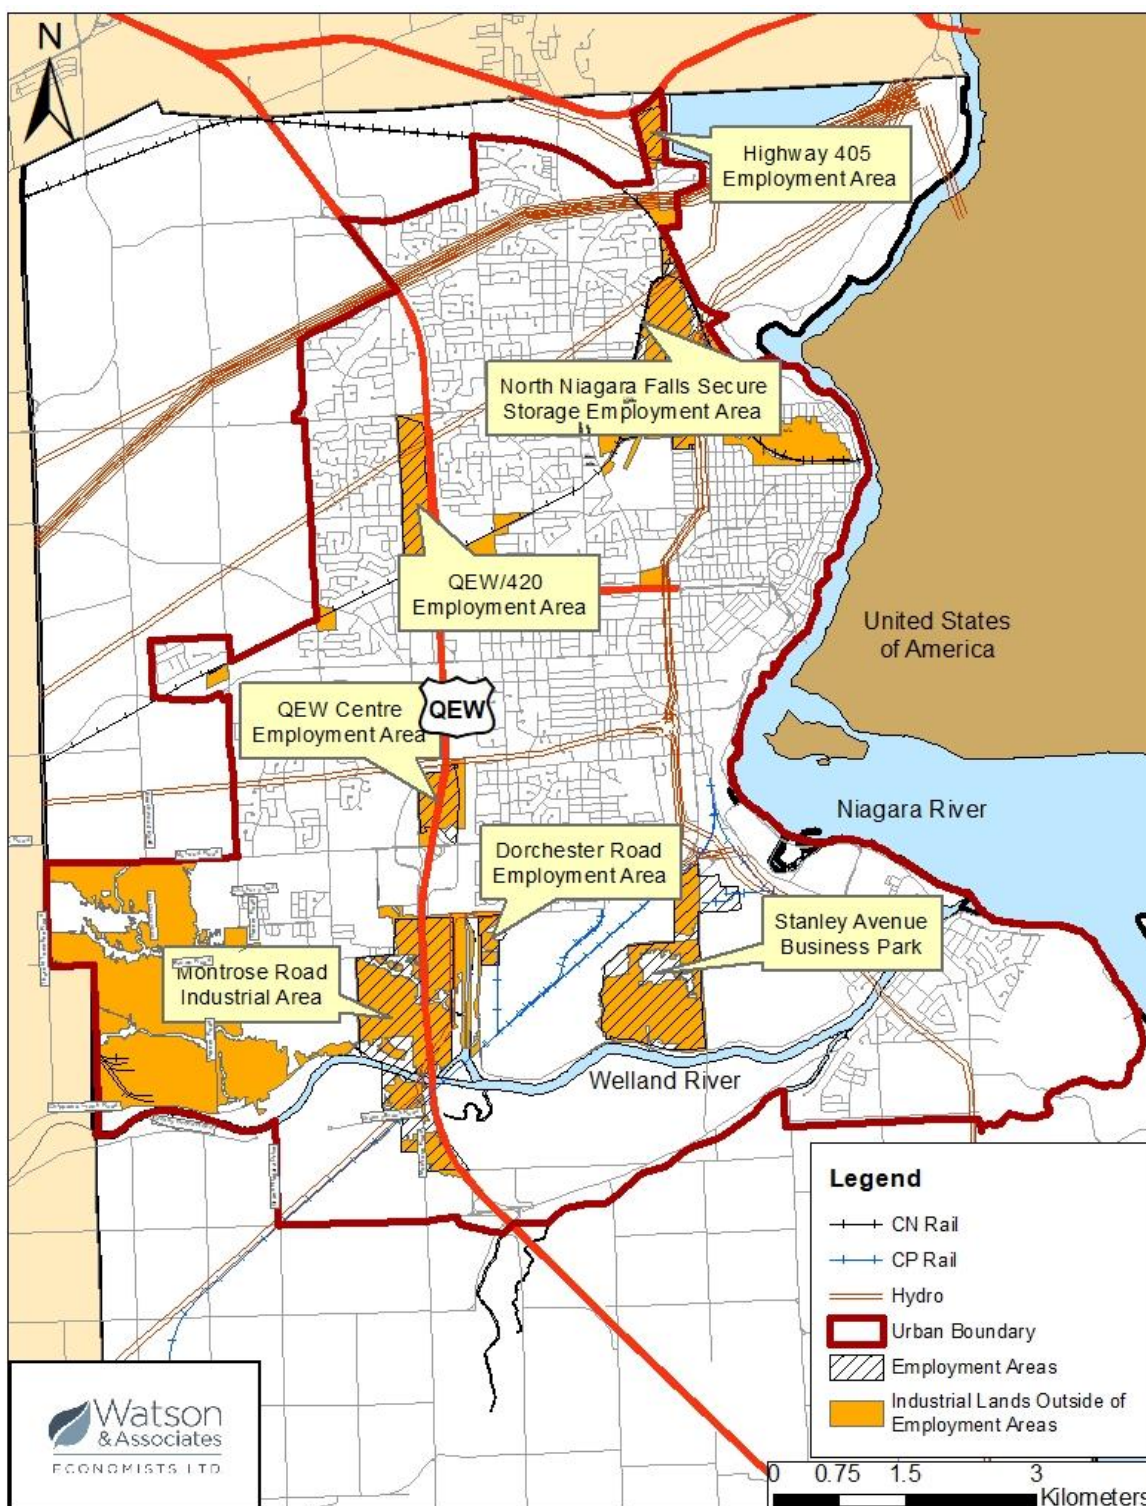 N
Highway 405
Employment Area
North Niagara Falls Secure
Storage Employment Area
QEW/420
Employment Area
United States
of America
QEW Centre
Employment Area
QEW
Niagara River
Dorchester Road
Employment Area
Stanley Avenue
Business Park
Montrose Road
Industrial Area
Welland River
Legend
CN Rail
CP Rail
Hydro
Urban Boundary
Employment Areas
Industrial Lands Outside of
Employment Areas
Watson
& Associates
ECONOMISTS LTD
0 0.75 1.5 3
Kilometers